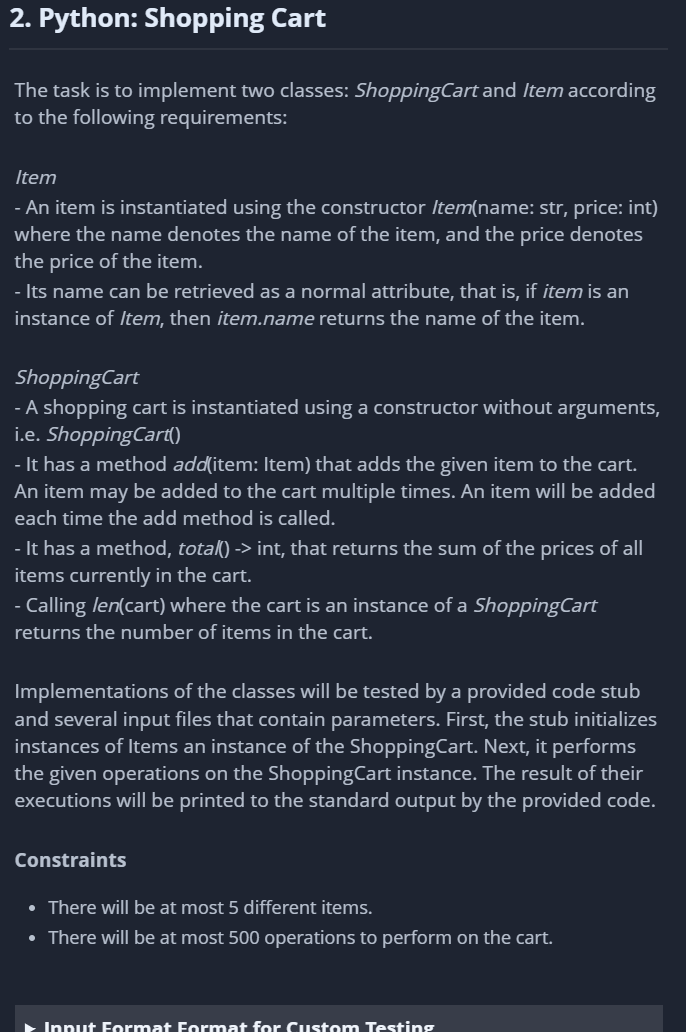 2. Python: Shopping Cart
The task is to implement two classes: ShoppingCart and Item according
to the following requirements:
Item
- An item is instantiated using the constructor Item(name: str, price: int)
where the name denotes the name of the item, and the price denotes
the price of the item.
- Its name can be retrieved as a normal attribute, that is, if item is an
instance of Item, then item.name returns the name of the item.
ShoppingCart
- A shopping cart is instantiated using a constructor without arguments,
i.e. ShoppingCart()
- It has a method add(item: Item) that adds the given item to the cart.
An item may be added to the cart multiple times. An item will be added
each time the add method is called.
- It has a method, total() -> int, that returns the sum of the prices of all
items currently in the cart.
- Calling len(cart) where the cart is an instance of a ShoppingCart
returns the number of items in the cart.
Implementations of the classes will be tested by a provided code stub
and several input files that contain parameters. First, the stub initializes
instances of Items an instance of the ShoppingCart. Next, it performs
the given operations on the ShoppingCart instance. The result of their
executions will be printed to the standard output by the provided code.
Constraints
• There will be at most 5 different items.
• There will be at most 500 operations to perform on the cart.
▶ Input Format Format for Custom Testing